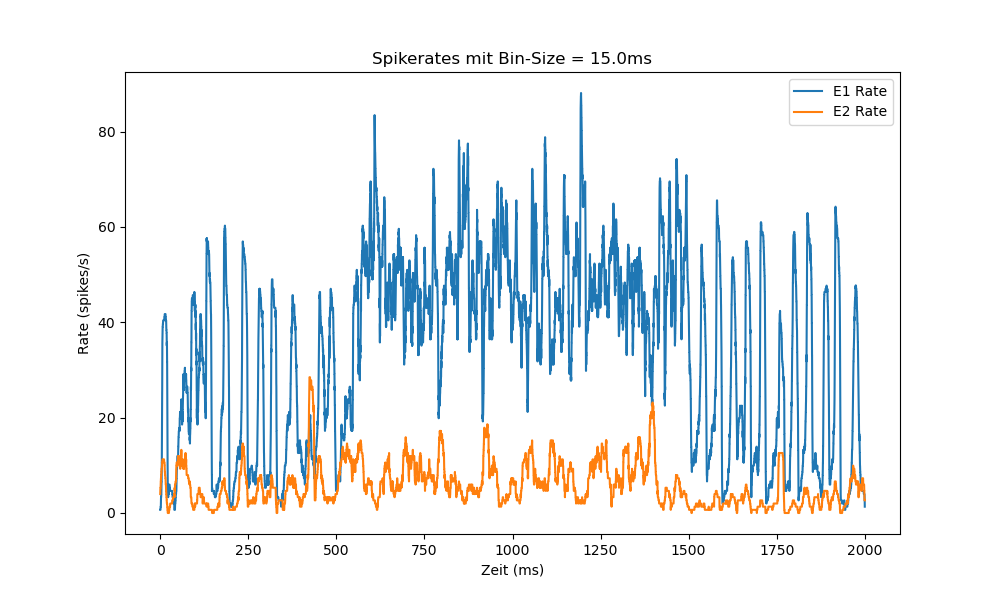 Spikerates mit Bin-Size = 15.0ms
E1 Rate
E2 Rate
80
60
40
20
0
Rate (spikes/s)
0 250 500 750 1000 1250 1500 1750 2000
Zeit (ms)